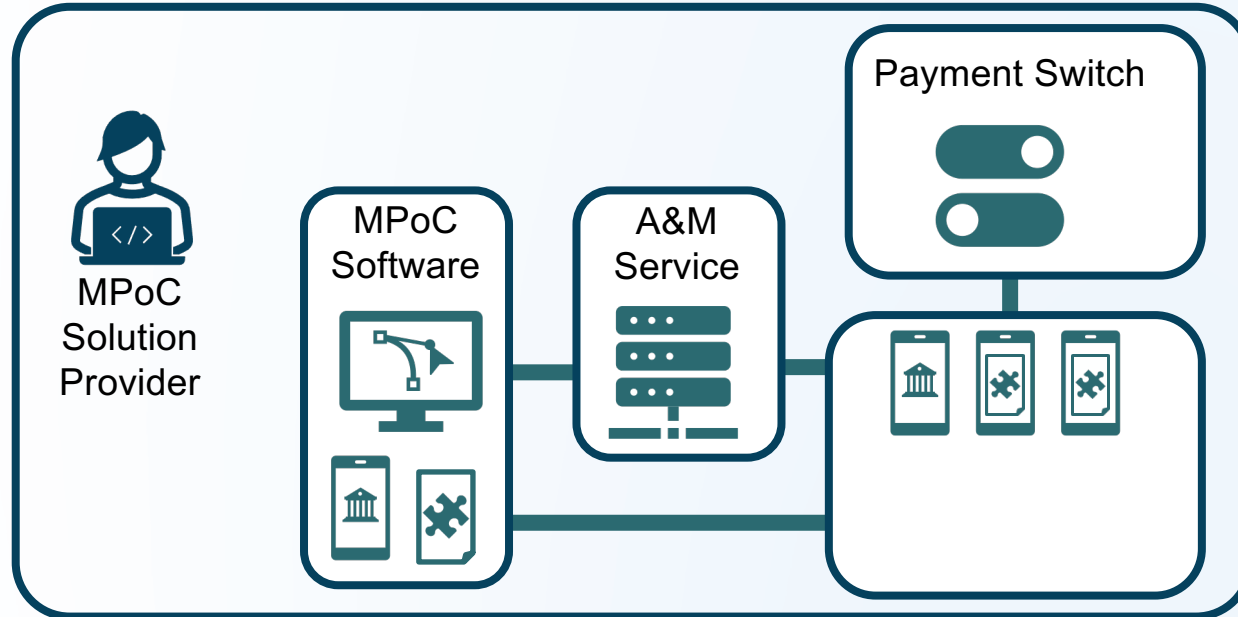 Payment Switch
MPoC
Software
A&M
Service
</>
MPoC
Solution
Provider